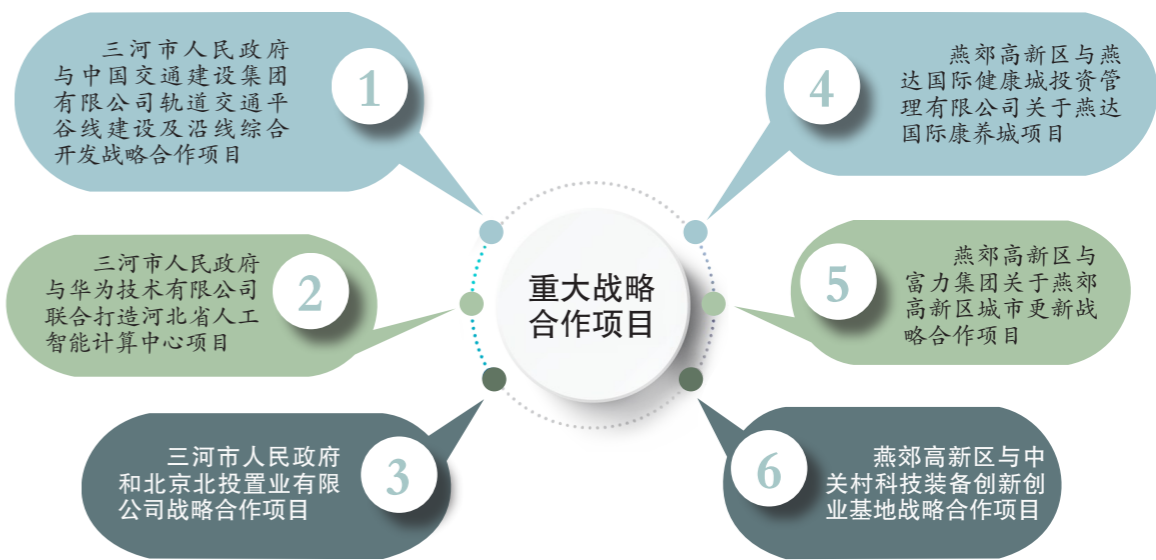 三河市人民政府
与中国交通建设集团
有限公司轨道交通平
谷线建设及沿线综合
开发战略合作项目
1
三河市人民政府
与华为技术有限公司
联合打造河北省人工
智能计算中心项目
2
三河市人民政府
和北京北投置业有限
公司战略合作项目
3
重大战略
合作项目
4
燕郊高新区与燕
达国际健康城投资管
理有限公司关于燕达
国际康养城项目
5
燕郊高新区与
富力集团关于燕郊
高新区城市更新战
略合作项目
6
燕郊高新区与中
关村科技装备创新创
业基地战略合作项目